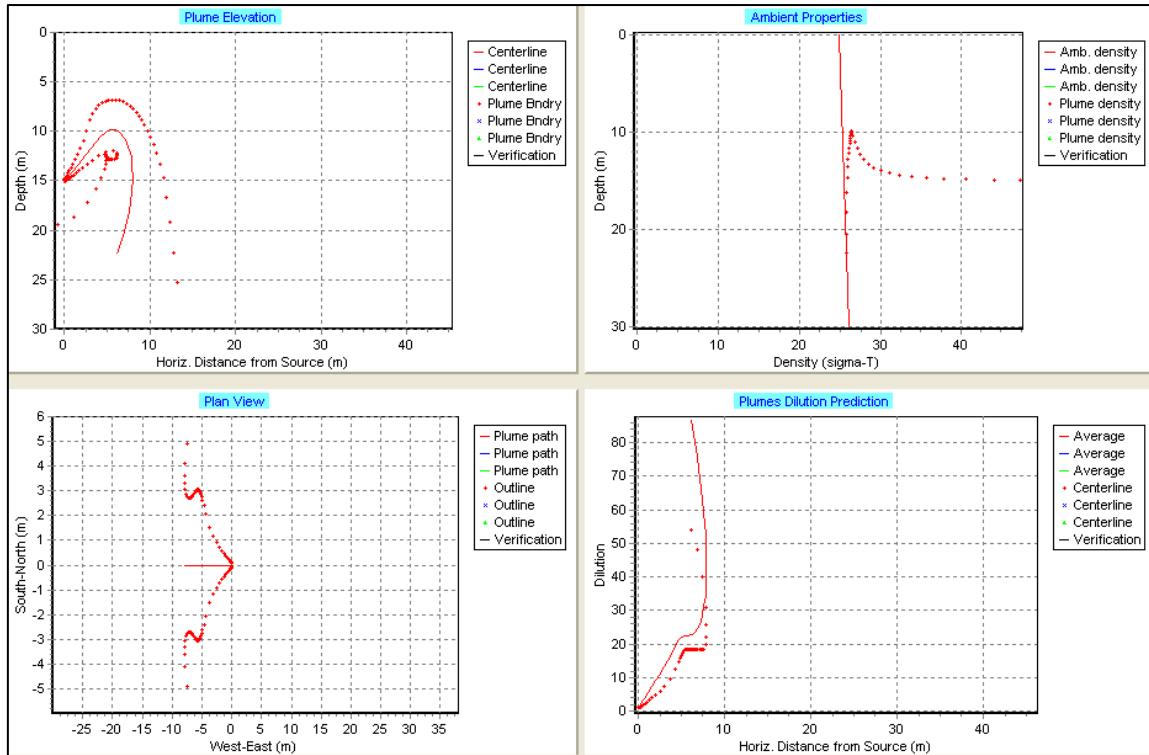 Plume Elevation
0
5
10
15
20
25
30
Depth (m)
0
10
20
30
40
Horiz. Distance from Source (m)
Centerline
Centerline
Centerline
Plume Bndry
Plume Bndry
Plume Bndry
Verification
Ambient Properties
0
10
20
30
Depth (m)
0
10
20
30
40
Density (sigma-T)
Amb. density
Amb. density
Amb. density
Plume density
Plume density
Plume density
Verification
Plan View
6
5
4
3
2
1
0
-1
-2
-3
-4
-5
South-North (m)
-25
-20
-15
-10
-5
0
5
10
15
20
25
30
35
West-East (m)
Plume path
Plume path
Plume path
Outline
Outline
Outline
Verification
Plumes Dilution Prediction
80
70
60
50
40
30
20
10
0
Dilution
0
10
20
30
40
Horiz. Distance from Source (m)
Average
Average
Average
Centerline
Centerline
Centerline
Verification